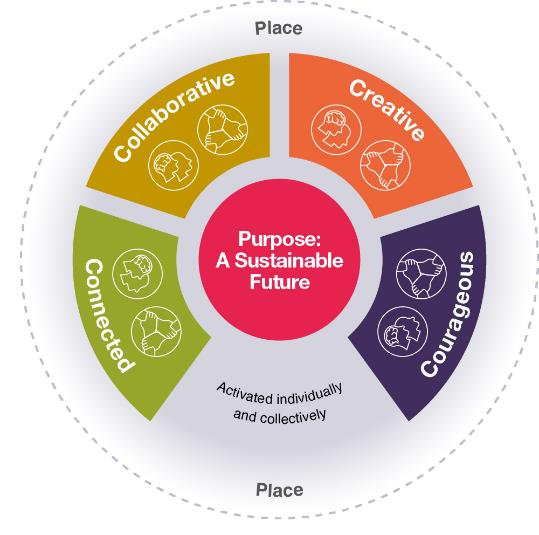 Place
Collaborative
Creative
Connected
Purpose:
A Sustainable
Future
Courageous
Activated individually
and collectively
Place